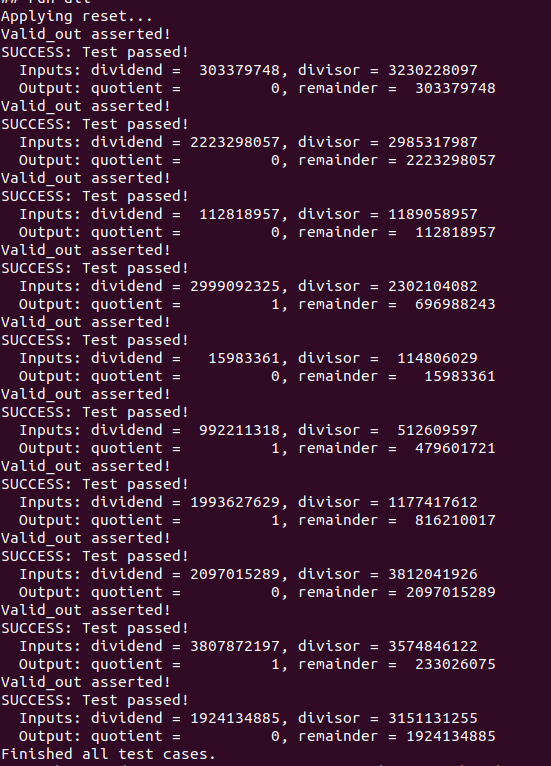 ## run all
Applying reset...
Valid_out asserted!
SUCCESS: Test passed!
  Inputs: dividend =  303379748, divisor = 3230228097
  Output: quotient =          0, remainder =  303379748
Valid_out asserted!
SUCCESS: Test passed!
  Inputs: dividend = 2223298057, divisor = 2985317987
  Output: quotient =          0, remainder = 2223298057
Valid_out asserted!
SUCCESS: Test passed!
  Inputs: dividend =  112818957, divisor = 1189058957
  Output: quotient =          0, remainder =  112818957
Valid_out asserted!
SUCCESS: Test passed!
  Inputs: dividend = 2999092325, divisor = 2302104082
  Output: quotient =          1, remainder =  696988243
Valid_out asserted!
SUCCESS: Test passed!
  Inputs: dividend =   15983361, divisor =  114806029
  Output: quotient =          0, remainder =   15983361
Valid_out asserted!
SUCCESS: Test passed!
  Inputs: dividend =  992211318, divisor =  512609597
  Output: quotient =          1, remainder =  479601721
Valid_out asserted!
SUCCESS: Test passed!
  Inputs: dividend = 1993627629, divisor = 1177417612
  Output: quotient =          1, remainder =  816210017
Valid_out asserted!
SUCCESS: Test passed!
  Inputs: dividend = 2097015289, divisor = 3812041926
  Output: quotient =          0, remainder = 2097015289
Valid_out asserted!
SUCCESS: Test passed!
  Inputs: dividend = 3807872197, divisor = 3574846122
  Output: quotient =          1, remainder =  233026075
Valid_out asserted!
SUCCESS: Test passed!
  Inputs: dividend = 1924134885, divisor = 3151131255
  Output: quotient =          0, remainder = 1924134885
Finished all test cases.